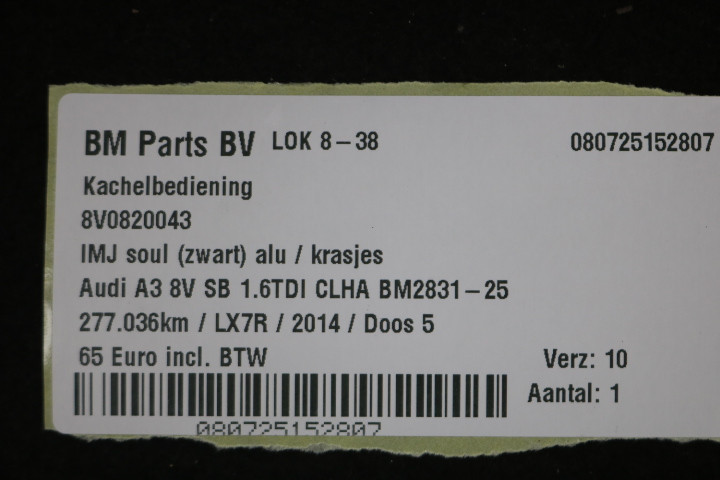 BM Parts BV LOK 8-38 080725152807
Kachelbediening
8V0820043
IMJ soul (zwart) alu / krasjes
Audi A3 8V SB 1.6TDI CLHA BM2831-25
277.036km / LX7R / 2014 / Doos 5
65 Euro incl. BTW Verz: 10
Aantal: 1
080725152807